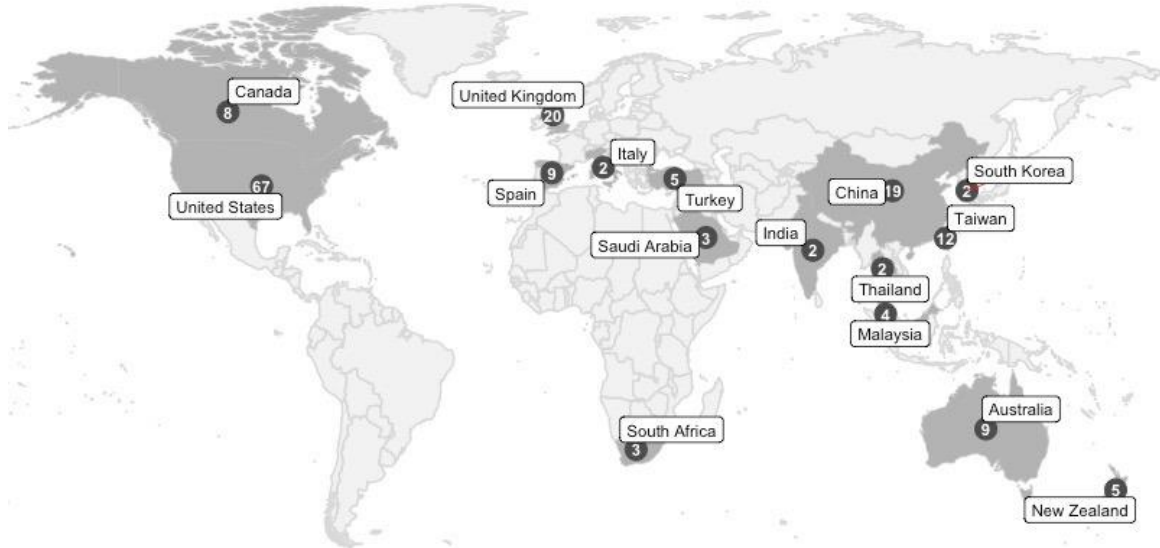 Canada
8
United Kingdom
20
Italy
2
67
United States
9
Spain
5
Turkey
South Korea
2
China
19
Taiwan
12
India
2
Saudi Arabia
3
2
Thailand
4
Malaysia
Australia
9
South Africa
3
5
New Zealand